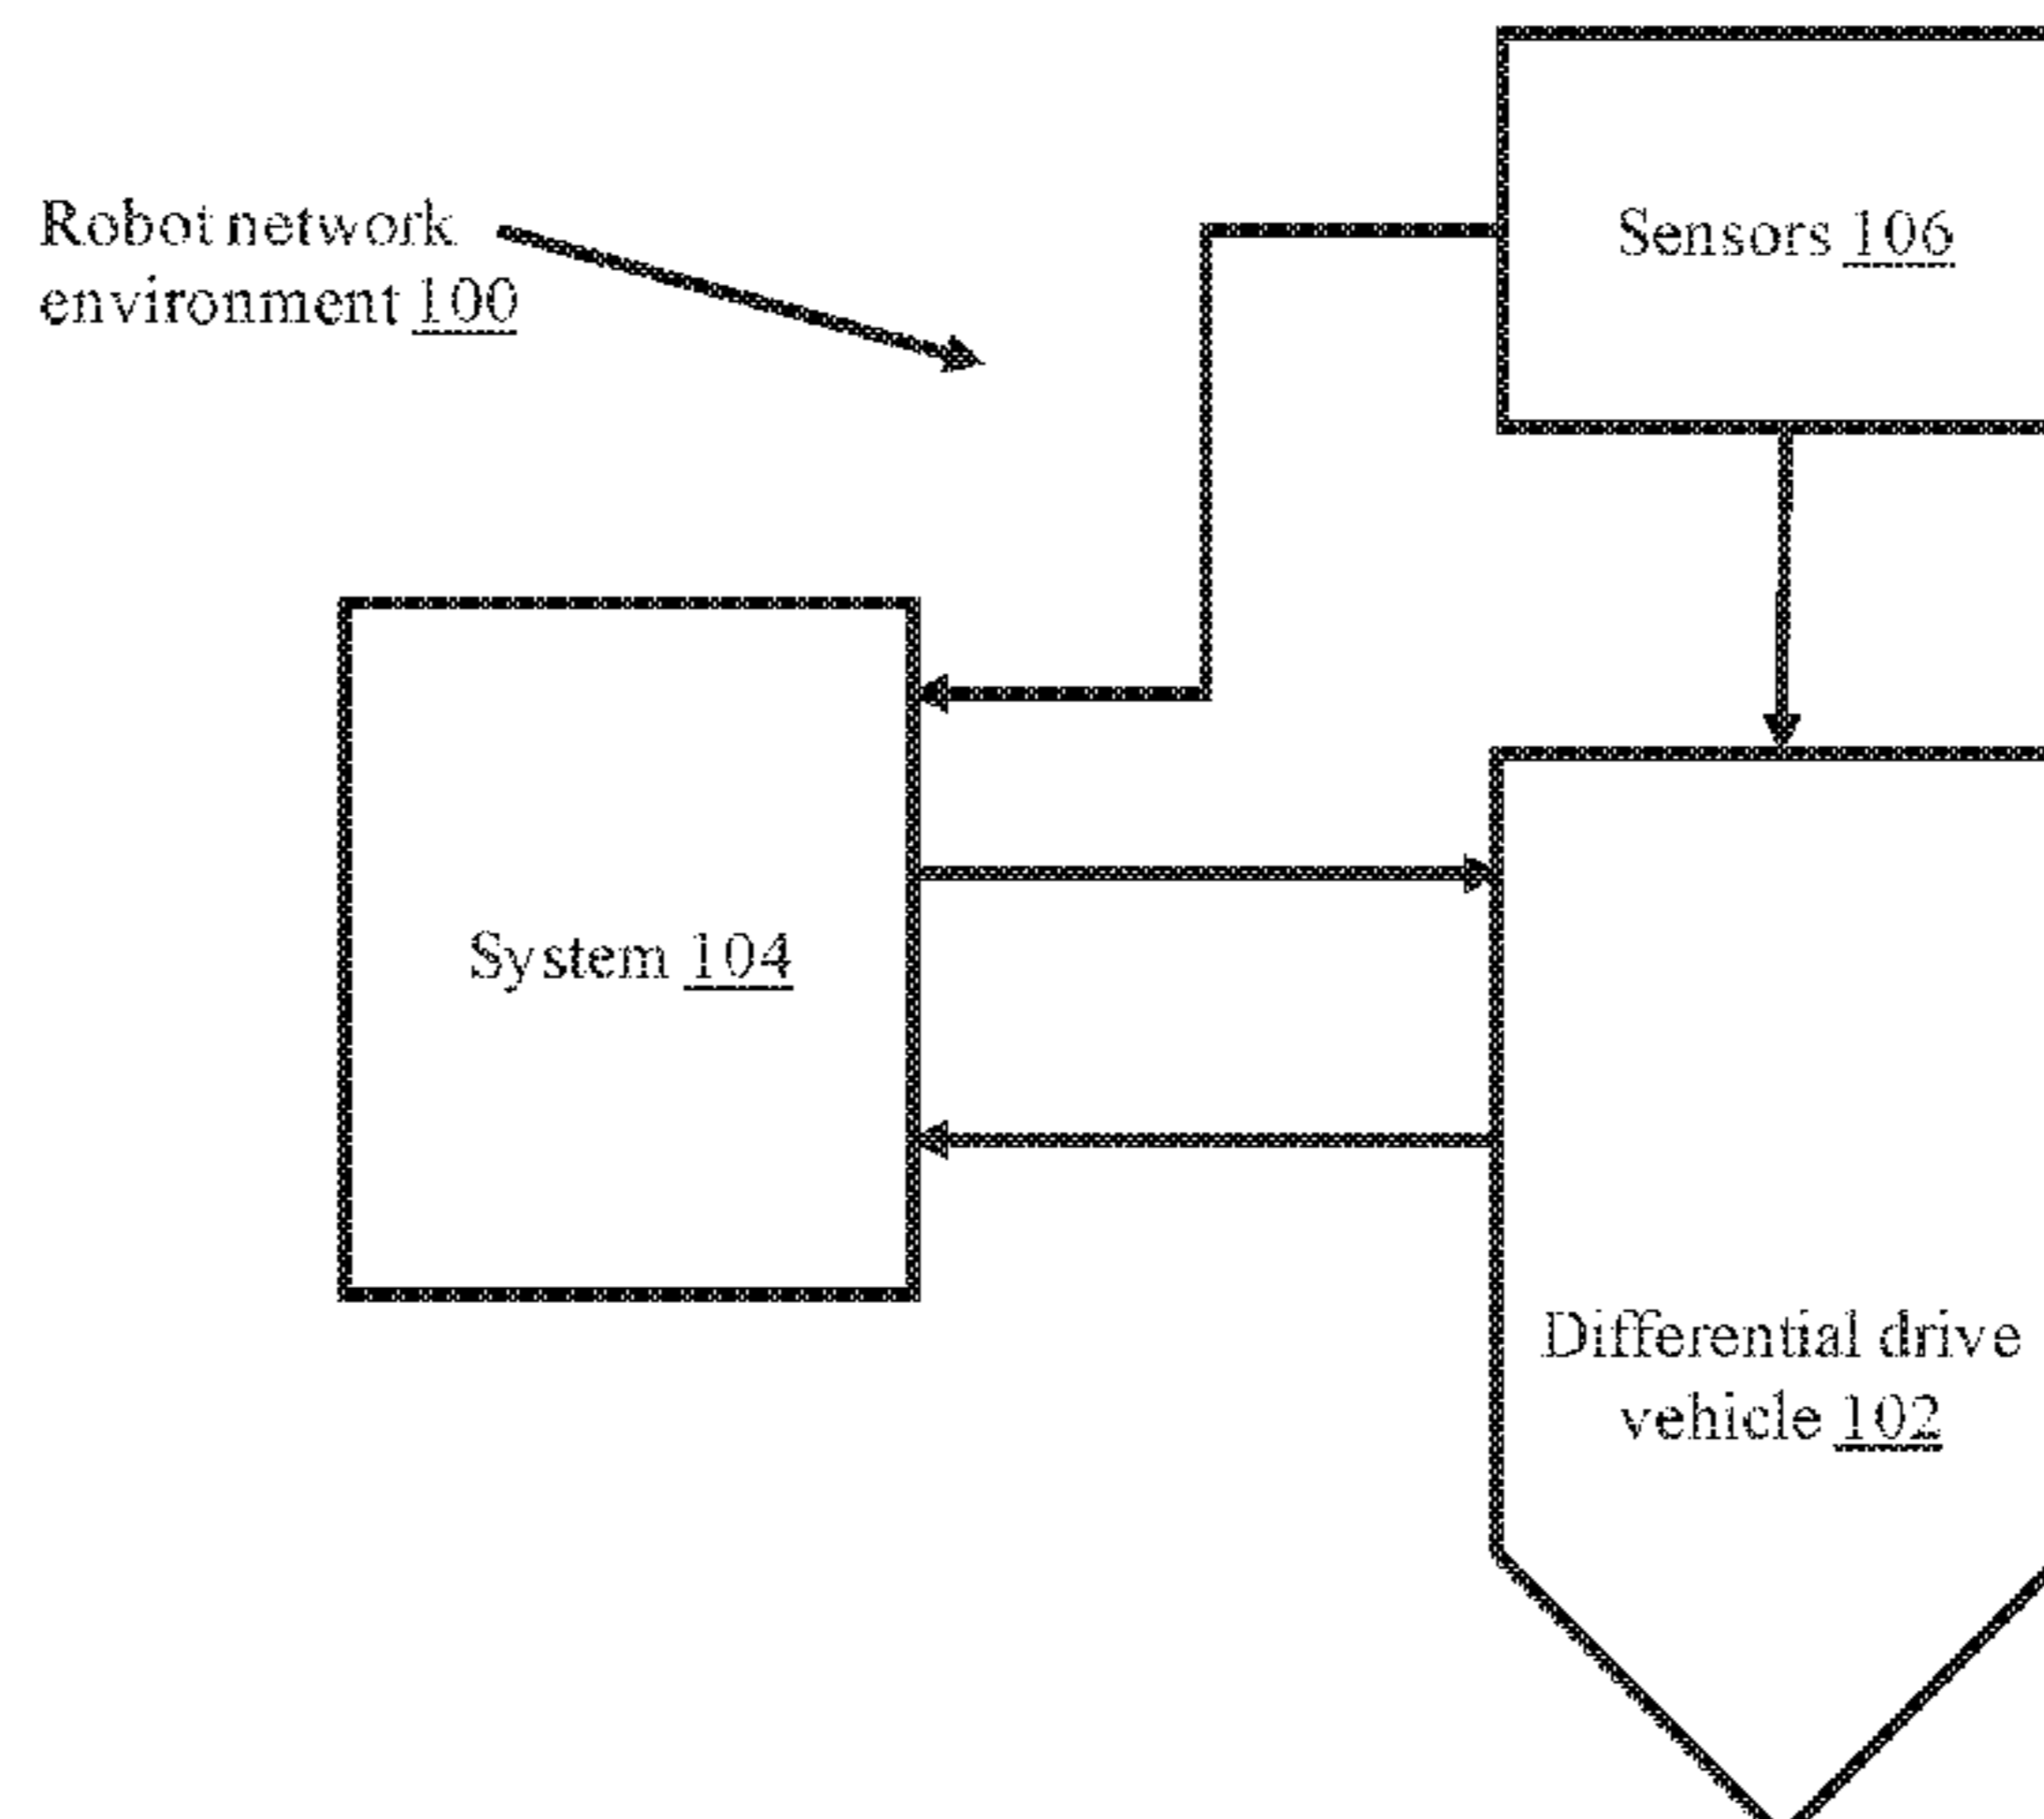 Robot network
environment 100
Sensors 106
System 104
Differential drive
vehicle 102